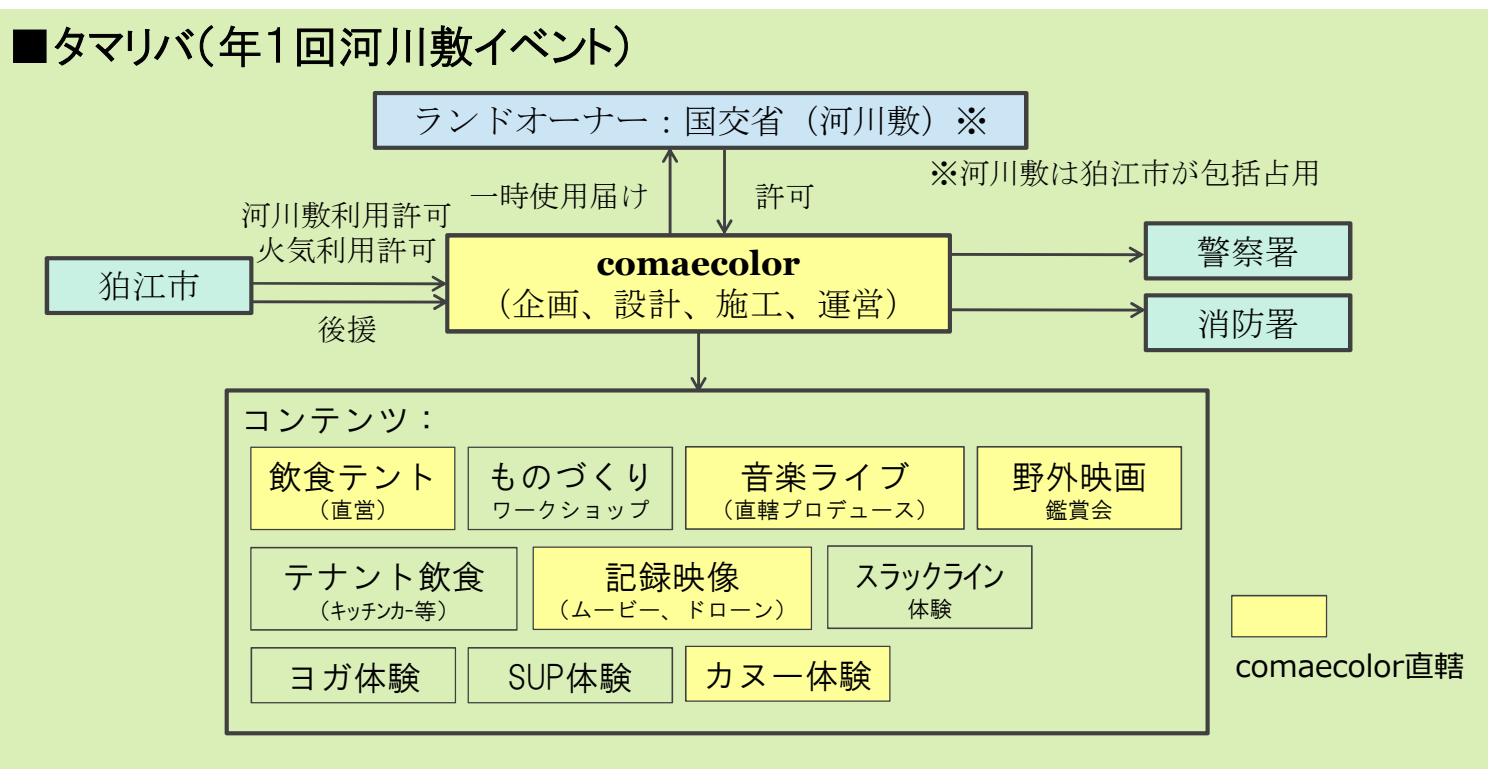 ■タマリバ（年１回河川敷イベント）
ランドオーナー：国交省（河川敷）※
※河川敷は狛江市が包括占用
一時使用届け
許可
河川敷利用許可
火気利用許可
狛江市
後援
comaecolor
（企画、設計、施工、運営）
警察署
消防署
コンテンツ：
飲食テント
（直営）
ものづくり
ワークショップ
音楽ライブ
（直轄プロデュース）
野外映画
鑑賞会
テナント飲食
（キッチンカー等）
記録映像
（ムービー、ドローン）
スラックライン
体験
ヨガ体験
SUP体験
カヌー体験
comaecolor直轄